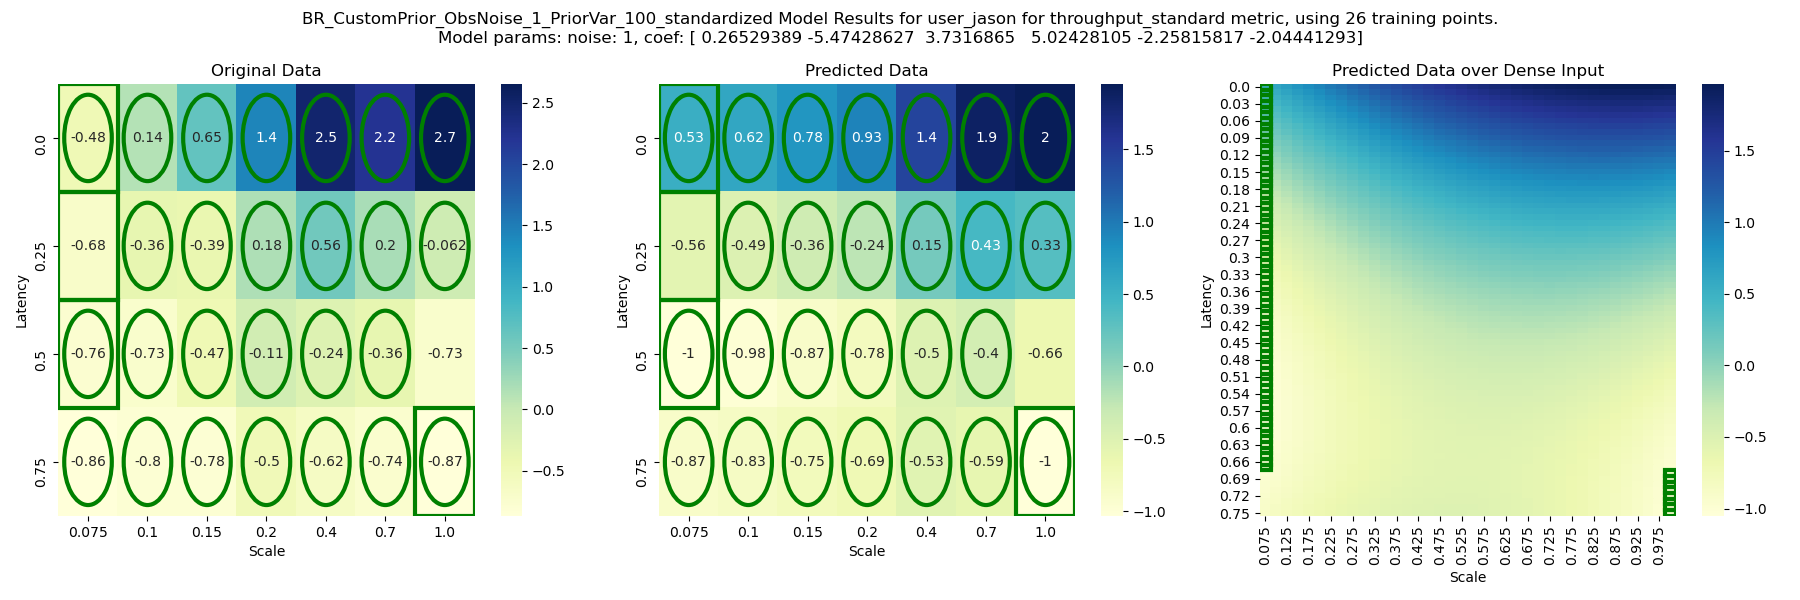 BR_CustomPrior_ObsNoise_1_PriorVar_100_standardized Model Results for user_jason for throughput_standard metric, using 26 training points.
Model params: noise: 1, coef: [ 0.26529389 -5.47428627  3.7316865   5.02428105 -2.25815817 -2.04441293]
Original Data
-0.48 0.14 0.65 1.4 2.5 2.2 2.7
-0.68 -0.36 -0.39 0.18 0.56 0.2 -0.062
-0.76 -0.73 -0.47 -0.11 -0.24 -0.36 -0.73
-0.86 -0.8 -0.78 -0.5 -0.62 -0.74 -0.87
0.0
0.25
0.5
0.75
Latency
0.075 0.1 0.15 0.2 0.4 0.7 1.0
Scale
2.5
2.0
1.5
1.0
0.5
0.0
−0.5
Predicted Data
0.53 0.62 0.78 0.93 1.4 1.9 2
-0.56 -0.49 -0.36 -0.24 0.15 0.43 0.33
-1 -0.98 -0.87 -0.78 -0.5 -0.4 -0.66
-0.87 -0.83 -0.75 -0.69 -0.53 -0.59 -1
0.0
0.25
0.5
0.75
Latency
0.075 0.1 0.15 0.2 0.4 0.7 1.0
Scale
1.5
1.0
0.5
0.0
−0.5
−1.0
Predicted Data over Dense Input
0.0
0.03
0.06
0.09
0.12
0.15
0.18
0.21
0.24
0.27
0.3
0.33
0.36
0.39
0.42
0.45
0.48
0.51
0.54
0.57
0.6
0.63
0.66
0.69
0.72
0.75
Latency
0.075 0.125 0.175 0.225 0.275 0.325 0.375 0.425 0.475 0.525 0.575 0.625 0.675 0.725 0.775 0.825 0.875 0.925 0.975
Scale
1.5
1.0
0.5
0.0
−0.5
−1.0